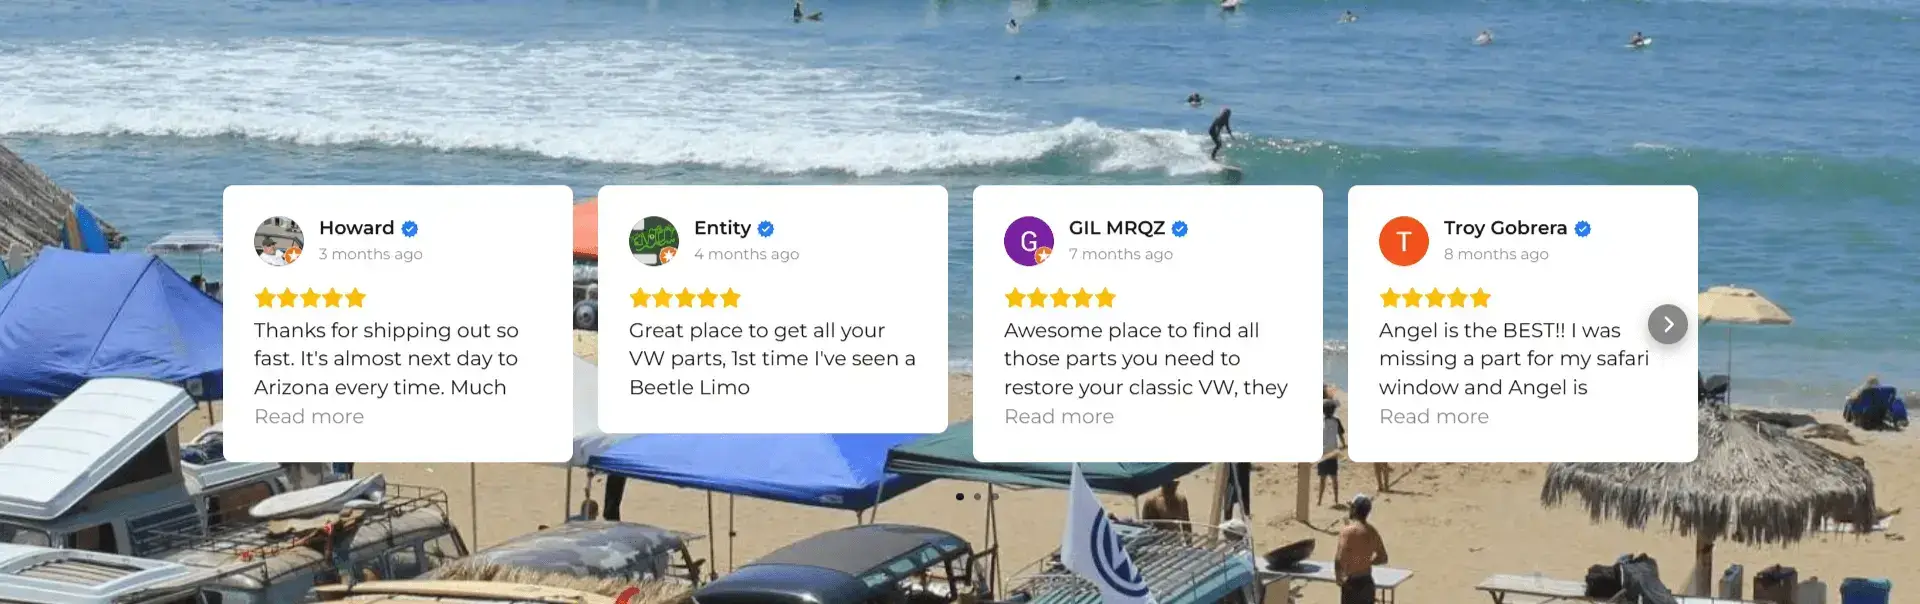 Howard
3 months ago
Thanks for shipping out so
fast. It's almost next day to
Arizona every time. Much
Read more
Entity
4 months ago
Great place to get all your
VW parts, 1st time I've seen a
Beetle Limo
G
GIL MRQZ
7 months ago
Awesome place to find all
those parts you need to
restore your classic VW, they
Read more
T
Troy Gobrera
8 months ago
Angel is the BEST!! I was
missing a part for my safari
window and Angel is
Read more